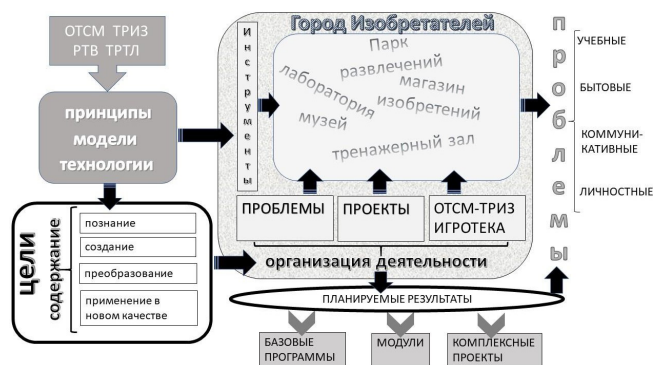 ОТСМ ТРИЗ
РТВ ТРТЛ
принципы
модели
технологии
цели
содержание
познание
создание
преобразование
применение в
новом качестве
Город Изобретателей
Инструменты
Парк
развлечений
лаборатория
магазин
изобретений
музей
тренажерный зал
ПРОБЛЕМЫ
ПРОЕКТЫ
ОТСМ-ТРИЗ
ИГРОТЕКА
организация деятельности
ПЛАНИРУЕМЫЕ РЕЗУЛЬТАТЫ
БАЗОВЫЕ
ПРОГРАММЫ
МОДУЛИ
КОМПЛЕКСНЫЕ
ПРОЕКТЫ
проблемы
УЧЕБНЫЕ
БЫТОВЫЕ
КОММУНИ-
КАТИВНЫЕ
ЛИЧНОСТНЫЕ